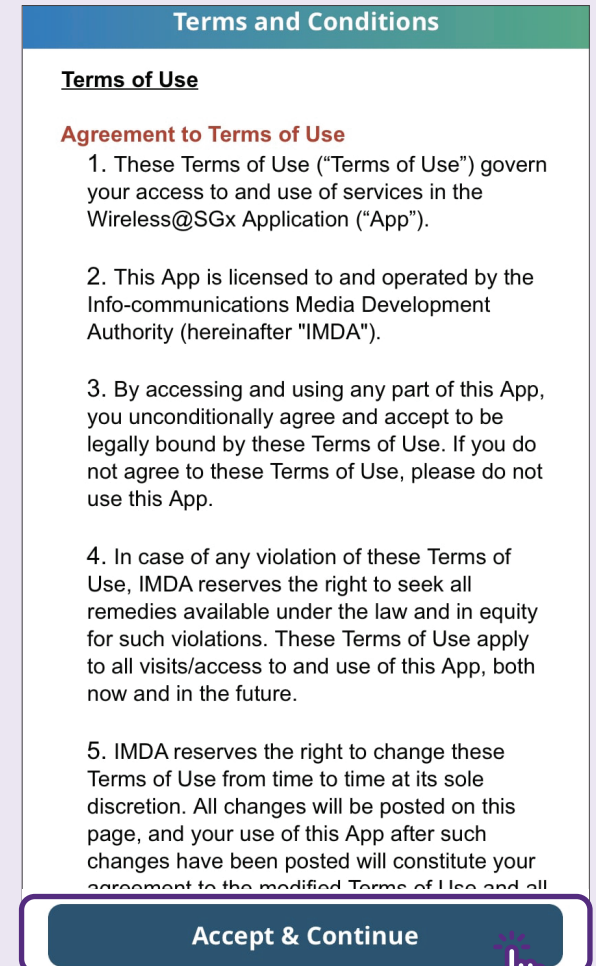 Terms and Conditions
Terms of Use
Agreement to Terms of Use
1. These Terms of Use (“Terms of Use”) govern
your access to and use of services in the
Wireless@SGx Application (“App”).
2. This App is licensed to and operated by the
Info-communications Media Development
Authority (hereinafter "IMDA").
3. By accessing and using any part of this App,
you unconditionally agree and accept to be
legally bound by these Terms of Use. If you do
not agree to these Terms of Use, please do not
use this App.
4. In case of any violation of these Terms of
Use, IMDA reserves the right to seek all
remedies available under the law and in equity
for such violations. These Terms of Use apply
to all visits/access to and use of this App, both
now and in the future.
5. IMDA reserves the right to change these
Terms of Use from time to time at its sole
discretion. All changes will be posted on this
page, and your use of this App after such
changes have been posted will constitute your
agreement to the modified Terms of Use and all
Accept & Continue